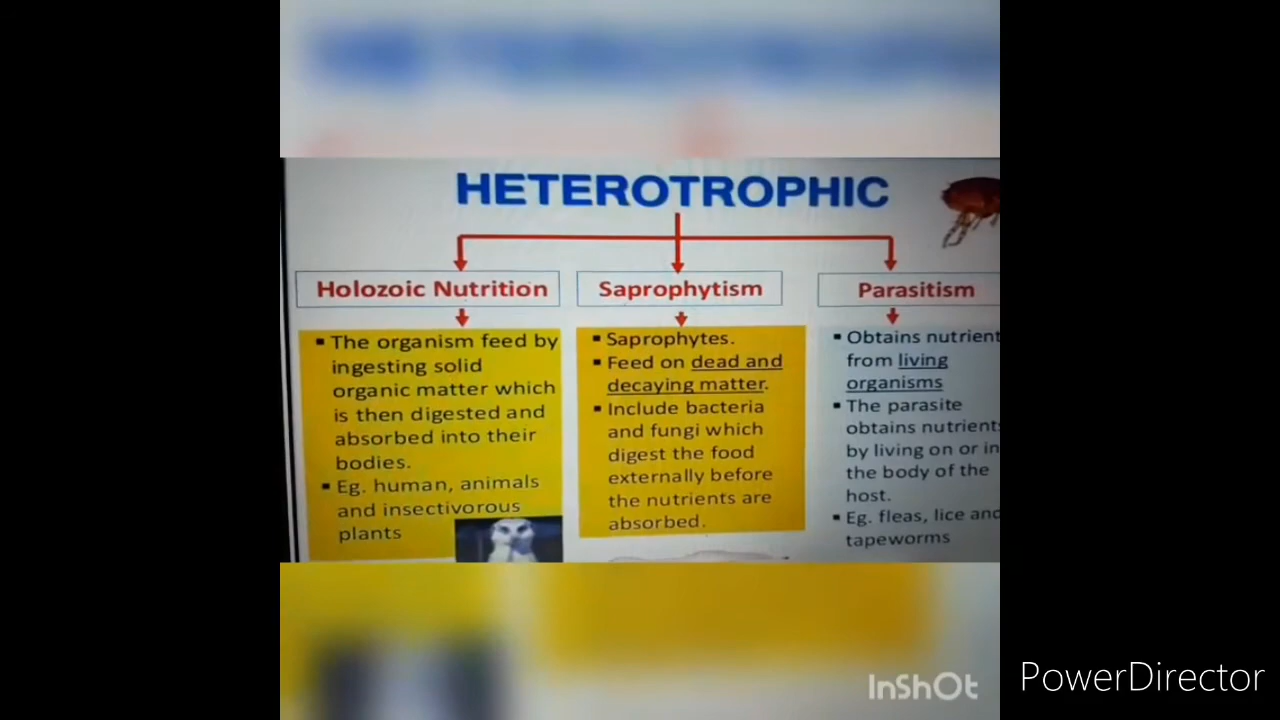 HETEROTROPHIC
Holozoic Nutrition
▪ The organism feed by
ingesting solid
organic matter which
is then digested and
absorbed into their
bodies.
▪ Eg. human, animals
and insectivorous
plants
Saprophytism
▪ Saprophytes.
▪ Feed on dead and
decaying matter.
▪ Include bacteria
and fungi which
digest the food
externally before
the nutrients are
absorbed.
Parasitism
▪ Obtains nutrient
from living
organisms
▪ The parasite
obtains nutrients
by living on or in
the body of the
host.
▪ Eg. fleas, lice and
tapeworms
InShOt
PowerDirector